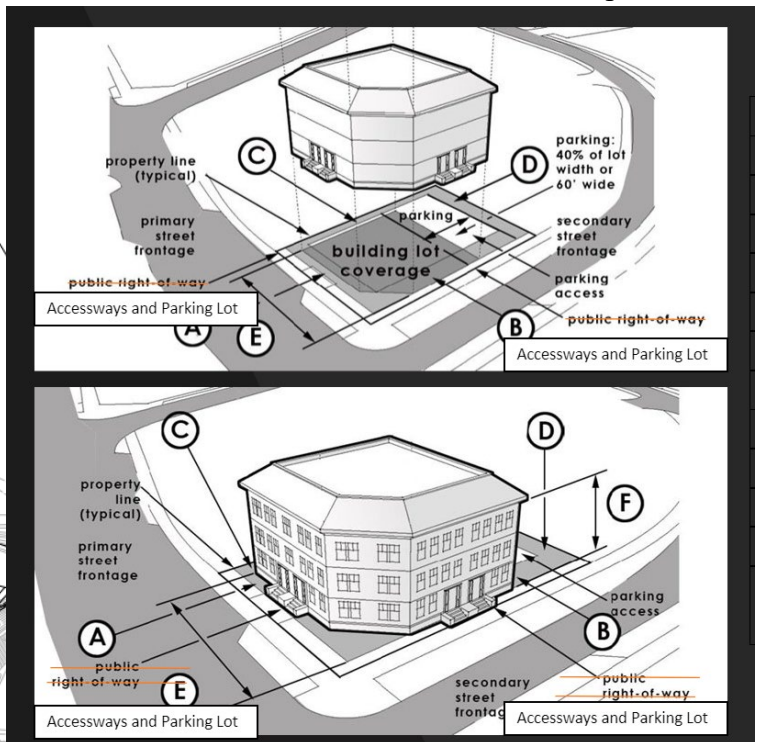 C
D
parking:
40% of lot
width or
60' wide
property line
(typical)
parking
primary
street
frontage
secondary
street
frontage
building lot
coverage
parking
access
public right-of-way
Accessways and Parking Lot
A
E
B
public right-of-way
Accessways and Parking Lot
C
D
F
property
line
(typical)
primary
street
frontage
parking
access
A
B
public
right-of-way
E
secondary
street
frontage
public
right-of-way
Accessways and Parking Lot
Accessways and Parking Lot